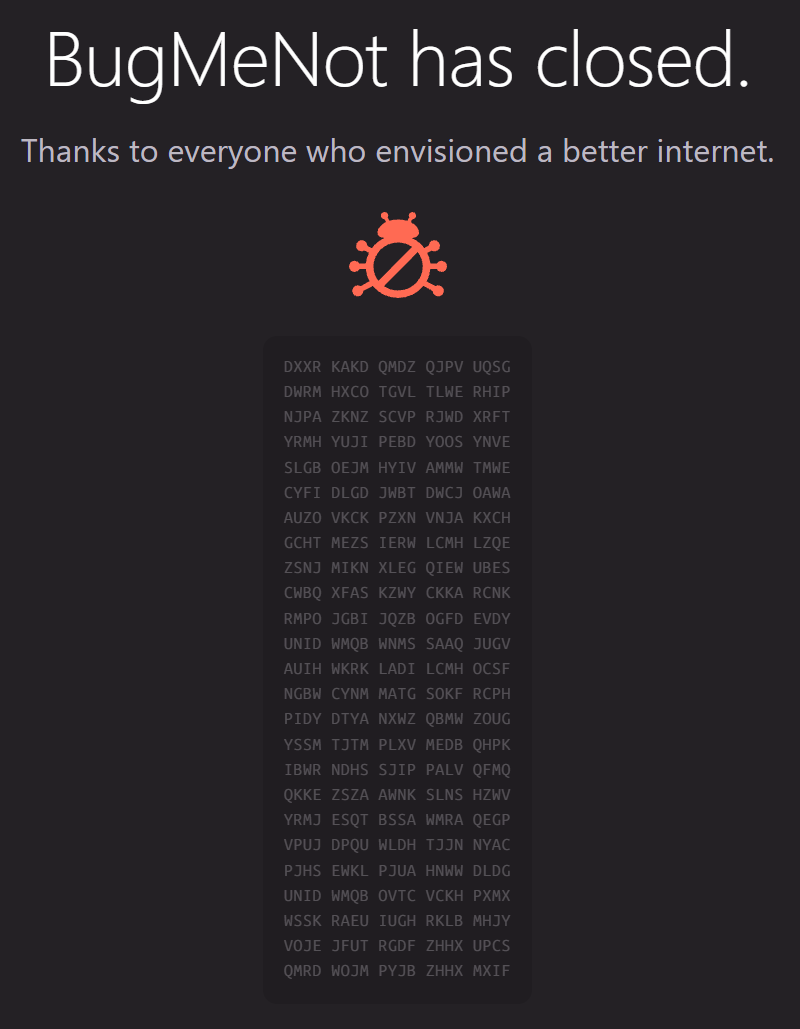 BugMeNot has closed.
Thanks to everyone who envisioned a better internet.
DXXR KAKD QMDZ QJPV UQSG
DWRM HXCO TGVL TLWE RHIP
NJPA ZKNZ SCVP RJWD XRFT
YRMH YUJI PEBD YOOS YNVE
SLGB OEJM HYIV AMMW TMWE
CYFI DLGD JWBT DWCJ OAWA
AUZO VKCK PZXN VNJA KXCH
GCHT MEZS IERW LCMH LZQE
ZSNJ MIKN XLEG QIEW UBES
CWBQ XFAS KZWY CKKA RCNK
RMPO JGBI JQZB OGFD EVDY
UNID WMQB WNMS SAAQ JUGV
AUIH WKRK LADI LCMH OCSF
NGBW CYNM MATG SOKF RCPH
PIDY DTYA NXWZ QBMW ZOUG
YSSM TJTM PLXV MEDB QHPK
IBWR NDHS SJIP PALV QFMQ
QKKE ZSZA AWNK SLNS HZWV
YRMJ ESQT BSSA WMRA QEGP
VPUJ DPQU WLDH TJJN NYAC
PJHS EWKL PJUA HNWW DLDG
UNID WMQB OVTC VCKH PXMX
WSSK RAEU IUGH RKLB MHJY
VOJE JFUT RGDF ZHHX UPCS
QMRD WOJM PYJB ZHHX MXIF